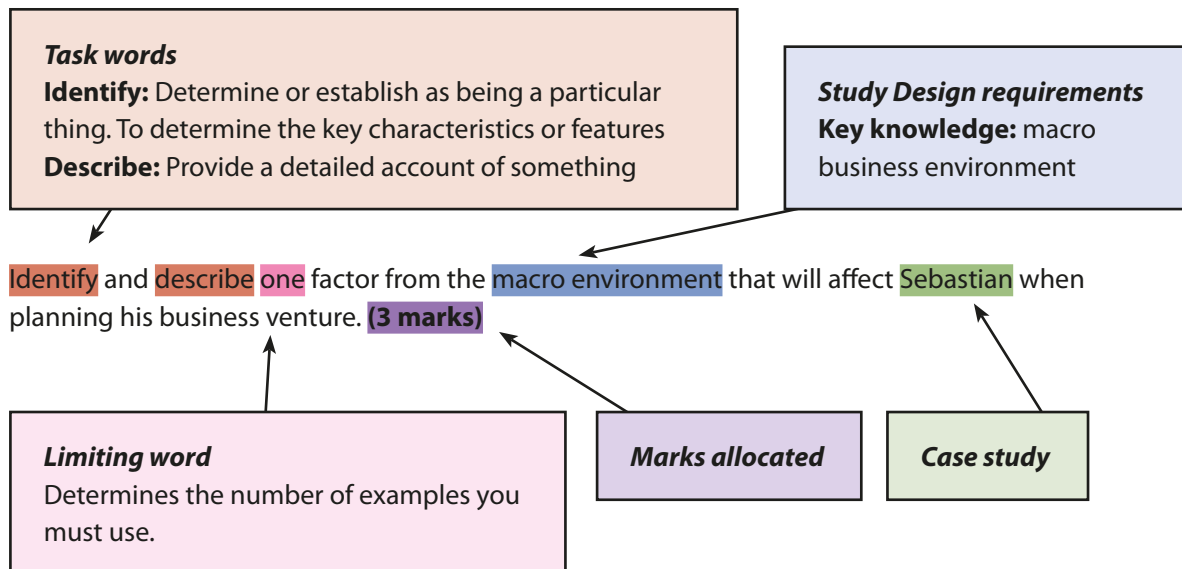 Task words
Identify: Determine or establish as being a particular
thing. To determine the key characteristics or features
Describe: Provide a detailed account of something
Study Design requirements
Key knowledge: macro
business environment
Identify and describe one factor from the macro environment that will affect Sebastian when
planning his business venture. (3 marks)
Limiting word
Determines the number of examples you
must use.
Marks allocated
Case study